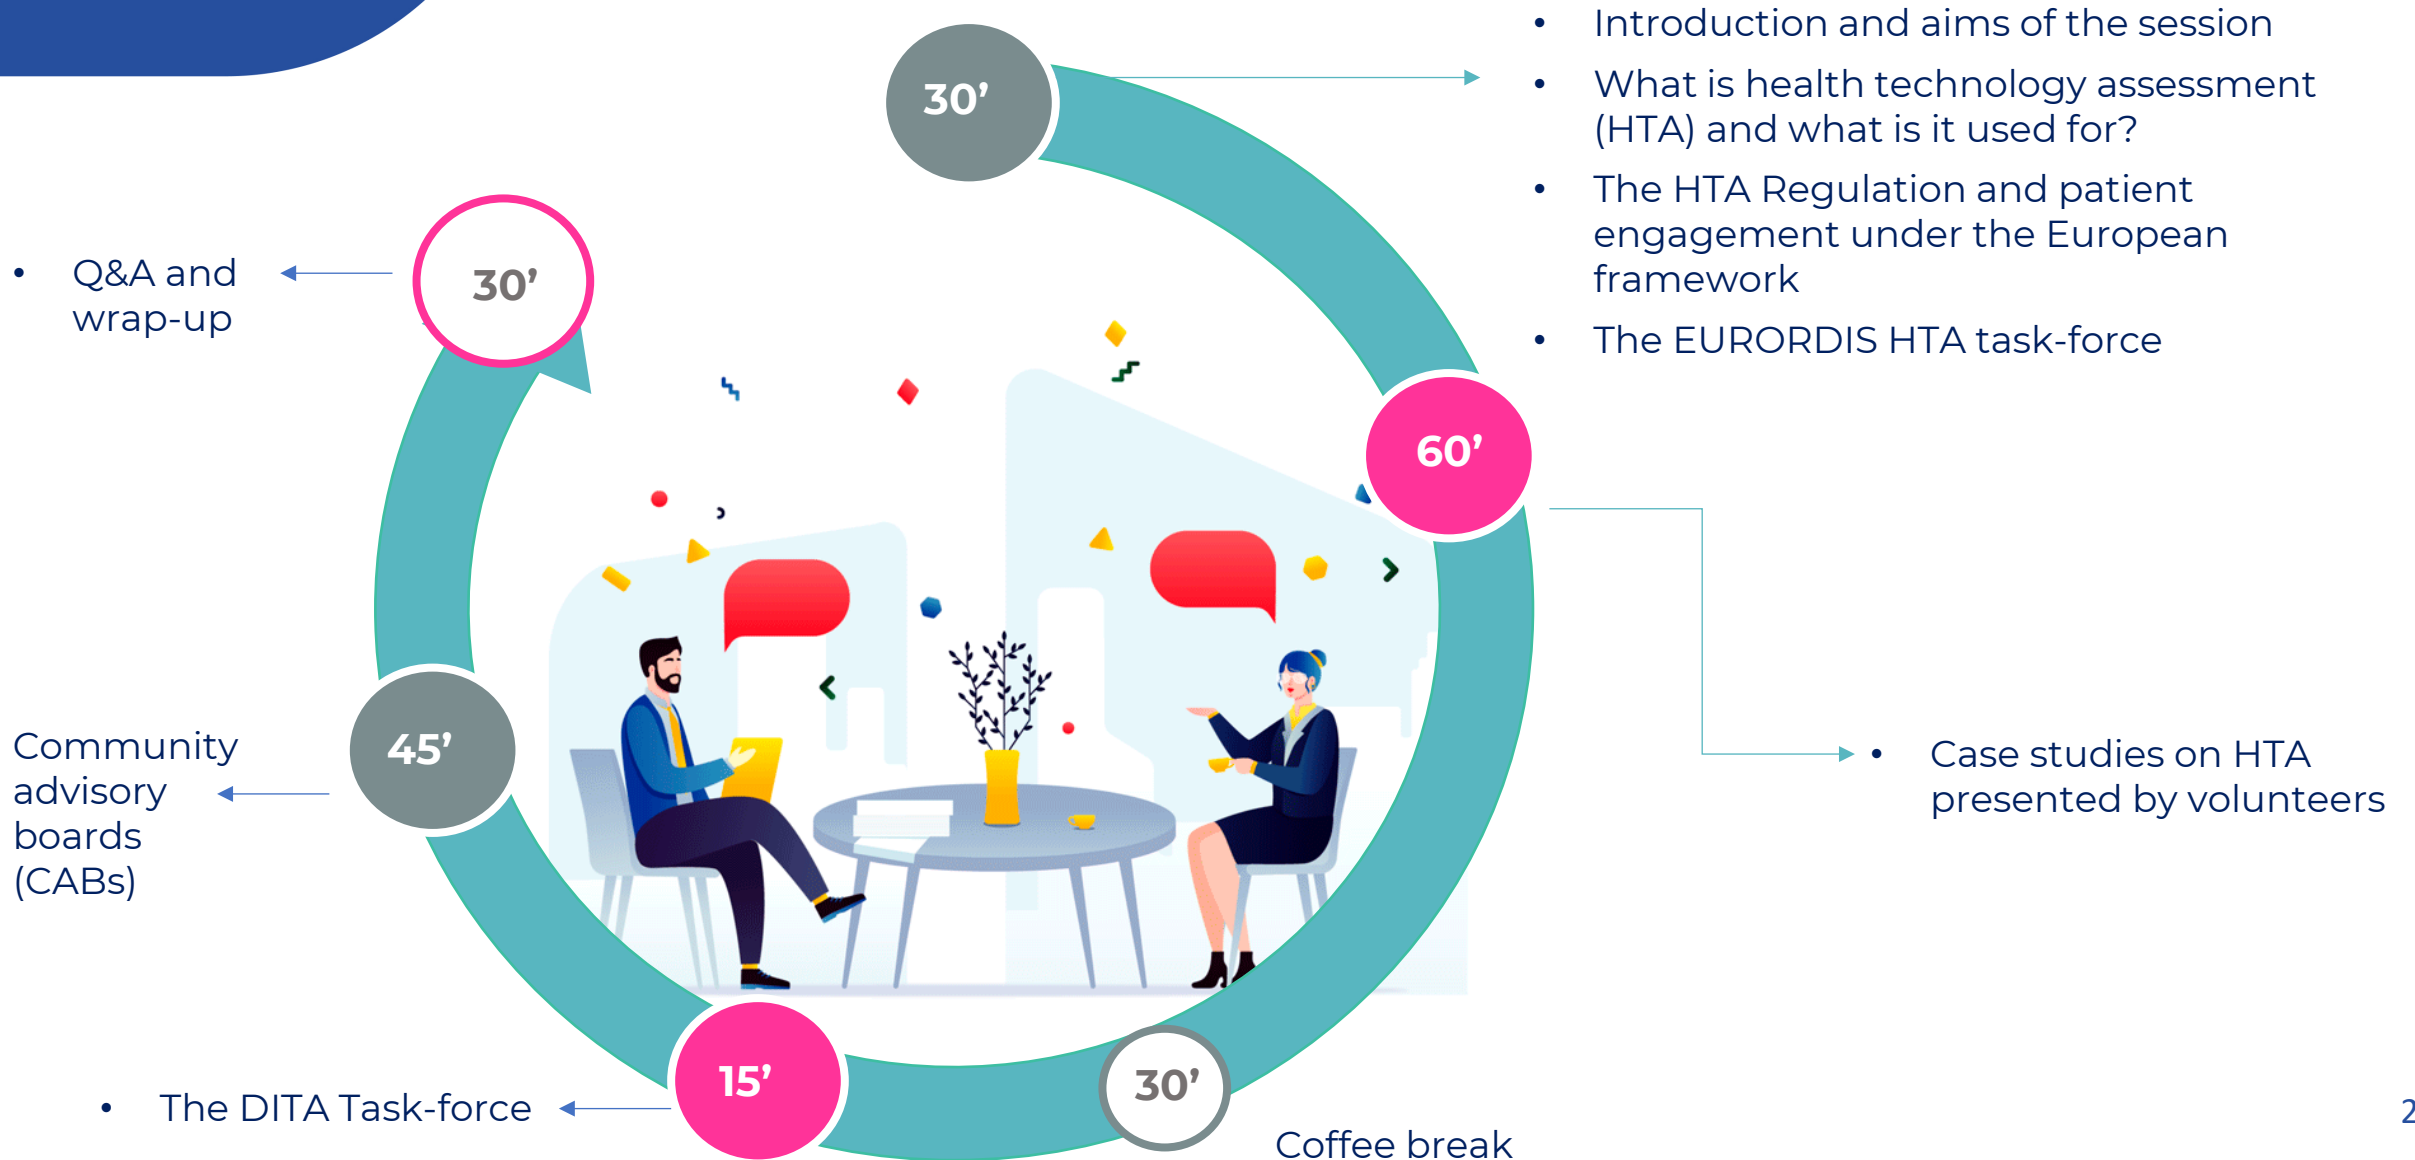 30’
• Introduction and aims of the session
• What is health technology assessment
(HTA) and what is it used for?
• The HTA Regulation and patient
engagement under the European
framework
• The EURORDIS HTA task-force
60’
• Case studies on HTA
presented by volunteers
30’
Coffee break
15’
• The DITA Task-force
45’
Community
advisory
boards
(CABs)
30’
• Q&A and
wrap-up
2